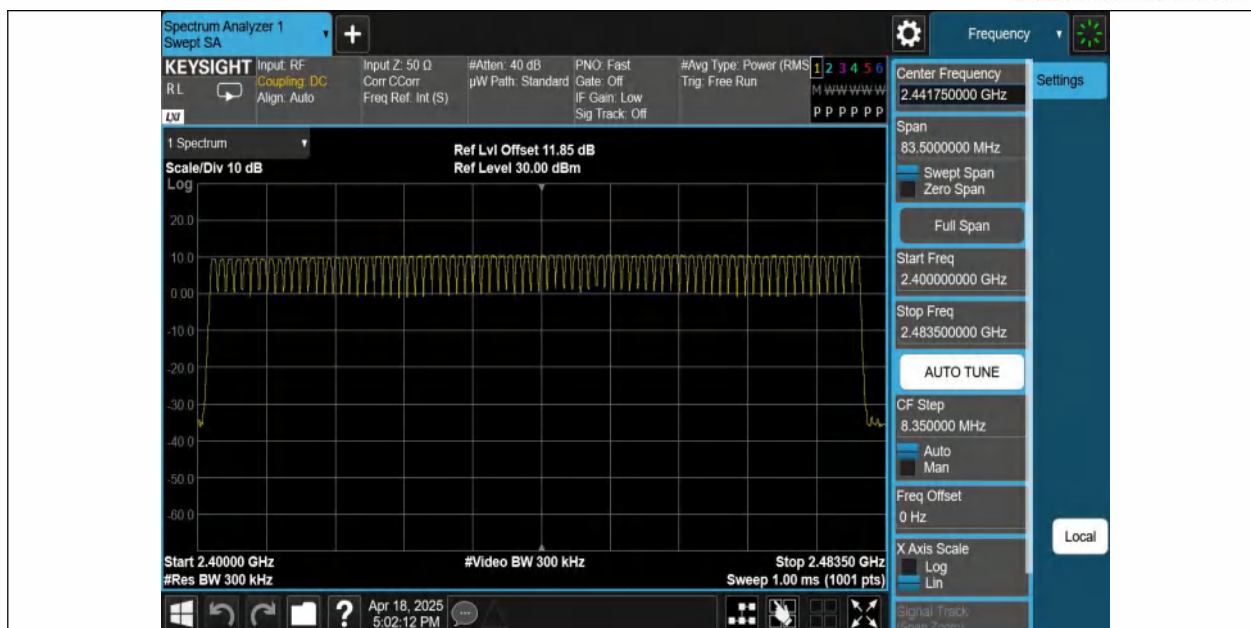 Spectrum Analyzer 1
Swept SA
+
Frequency
KEYSIGHT
RL
LXI
Input: RF
Coupling: DC
Align: Auto
Input Z: 50 Ω
Corr CCorr
Freq Ref: Int (S)
#Atten: 40 dB
µW Path: Standard
PNO: Fast
Gate: Off
IF Gain: Low
Sig Track: Off
#Avg Type: Power (RMS
Trig: Free Run
1 2 3 4 5 6
M W W W W W
P P P P P P
1 Spectrum
Scale/Div 10 dB
Log
Ref Lvl Offset 11.85 dB
Ref Level 30.00 dBm
20.0
10.0
0.00
-10.0
-20.0
-30.0
-40.0
-50.0
-60.0
Start 2.40000 GHz
#Res BW 300 kHz
#Video BW 300 kHz
Stop 2.48350 GHz
Sweep 1.00 ms (1001 pts)
?
Apr 18, 2025
5:02:12 PM
Center Frequency
2.441750000 GHz
Settings
Span
83.5000000 MHz
Swept Span
Zero Span
Full Span
Start Freq
2.400000000 GHz
Stop Freq
2.483500000 GHz
AUTO TUNE
CF Step
8.350000 MHz
Auto
Man
Freq Offset
0 Hz
X Axis Scale
Log
Lin
Local
Signal Track
(Span Zoom)